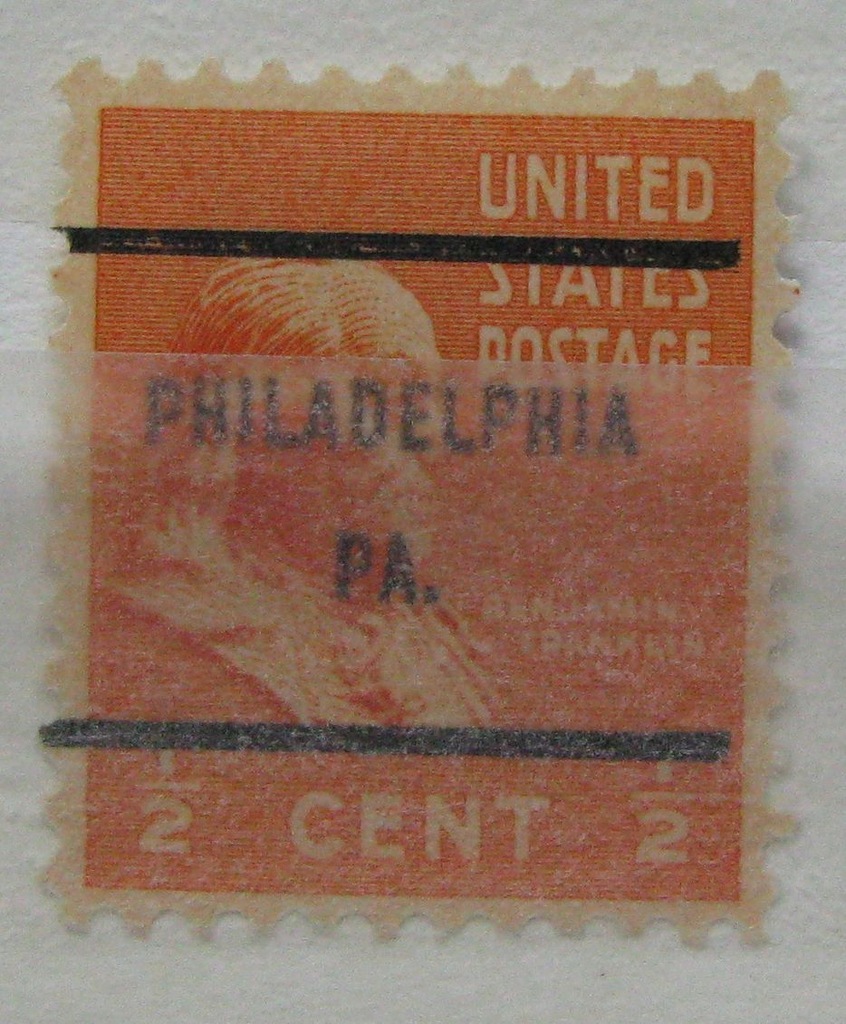 UNITED
STATES
POSTAGE
PHILADELPHIA
PA.
BENJAMIN
FRANKLIN
1/2 CENT 1/2